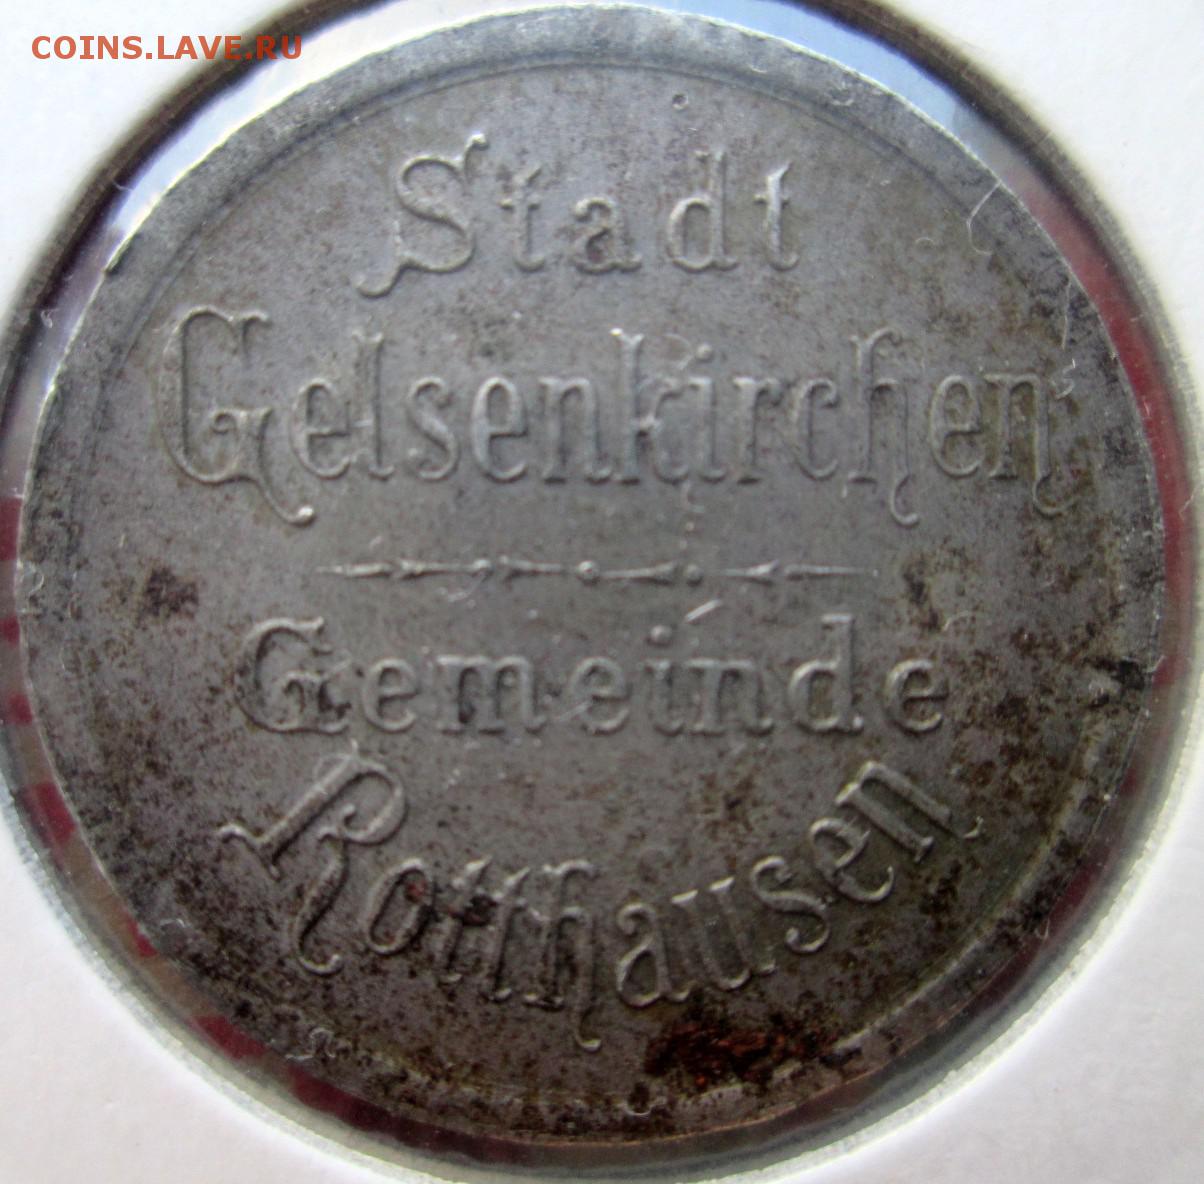 COINS.LAVE.RU
Stadt
Gelsenkirchen
Gemeinde
Rotthausen